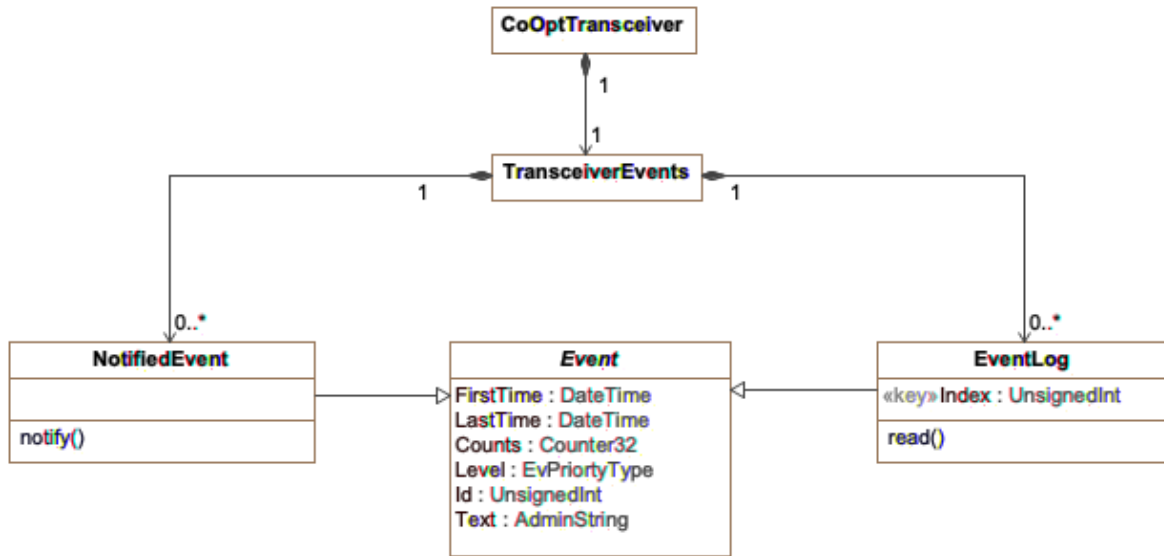 CoOptTransceiver
1
1
TransceiverEvents
1
1
0..*
0..*
NotifiedEvent
notify()
Event
FirstTime : DateTime
LastTime : DateTime
Counts : Counter32
Level : EvPriortyType
Id : UnsignedInt
Text : AdminString
EventLog
«key»Index : UnsignedInt
read()